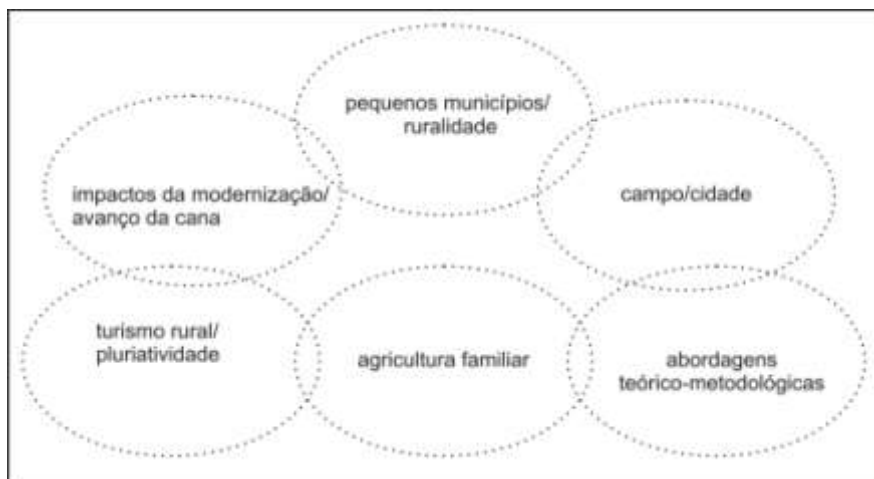 pequenos municípios/
ruralidade
impactos da modernização/
avanço da cana
campo/cidade
turismo rural/
pluriatividade
agricultura familiar
abordagens
teórico-metodológicas